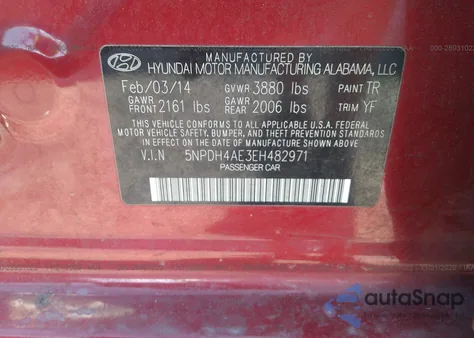 MANUFACTURED BY
HYUNDAI MOTOR MANUFACTURING ALABAMA, LLC
Feb/03/14 GVWR 3880 lbs PAINT TR
GAWR FRONT 2161 lbs GAWR REAR 2006 lbs TRIM YF
THIS VEHICLE CONFORMS TO ALL APPLICABLE U.S.A. FEDERAL
MOTOR VEHICLE SAFETY, BUMPER, AND THEFT PREVENTION STANDARDS
IN EFFECT ON THE DATE OF MANUFACTURE SHOWN ABOVE.
V.I.N 5NPDH4AE3EH482971
PASSENGER CAR
autoSnap